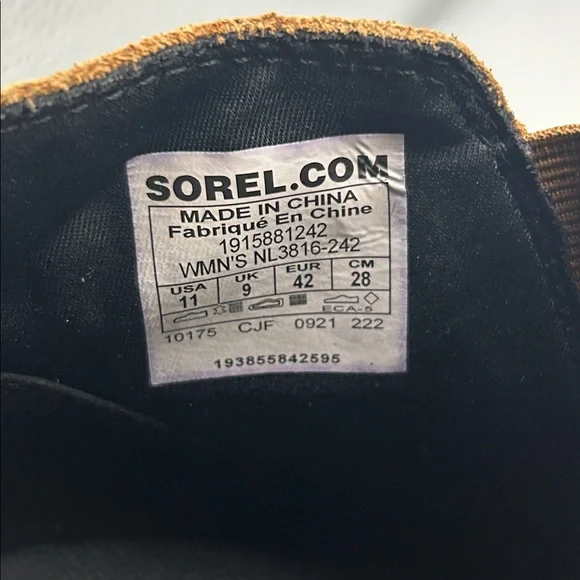 SOREL.COM
MADE IN CHINA
Fabriqué En Chine
1915881242
WMN'S NL3816-242
USA UK EUR CM
11 9 42 28
ECA-5
10175 CJF 0921 222
193855842595